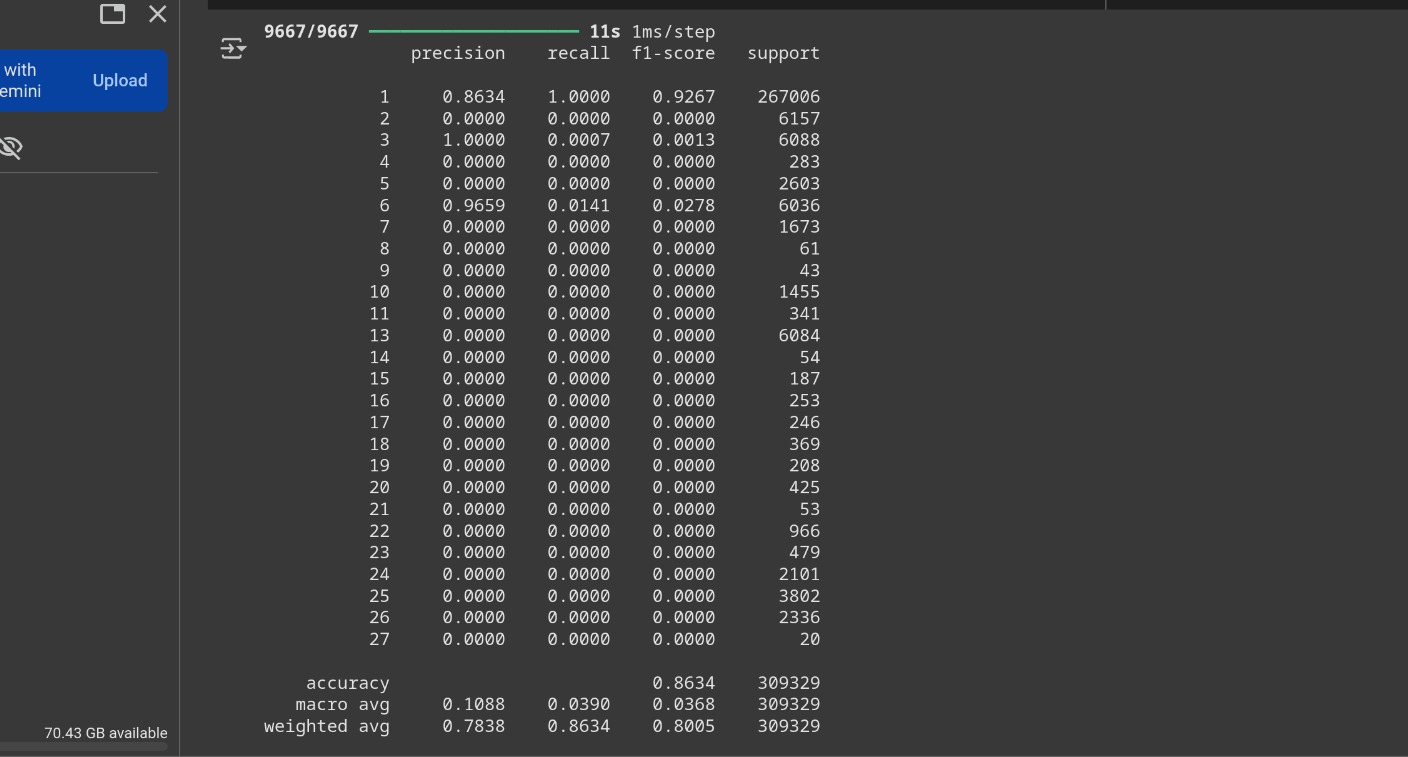 with
emini
Upload
70.43 GB available
9667/9667 11s 1ms/step
precision recall f1-score support
1 0.8634 1.0000 0.9267 267006
2 0.0000 0.0000 0.0000 6157
3 1.0000 0.0007 0.0013 6088
4 0.0000 0.0000 0.0000 283
5 0.0000 0.0000 0.0000 2603
6 0.9659 0.0141 0.0278 6036
7 0.0000 0.0000 0.0000 1673
8 0.0000 0.0000 0.0000 61
9 0.0000 0.0000 0.0000 43
10 0.0000 0.0000 0.0000 1455
11 0.0000 0.0000 0.0000 341
13 0.0000 0.0000 0.0000 6084
14 0.0000 0.0000 0.0000 54
15 0.0000 0.0000 0.0000 187
16 0.0000 0.0000 0.0000 253
17 0.0000 0.0000 0.0000 246
18 0.0000 0.0000 0.0000 369
19 0.0000 0.0000 0.0000 208
20 0.0000 0.0000 0.0000 425
21 0.0000 0.0000 0.0000 53
22 0.0000 0.0000 0.0000 966
23 0.0000 0.0000 0.0000 479
24 0.0000 0.0000 0.0000 2101
25 0.0000 0.0000 0.0000 3802
26 0.0000 0.0000 0.0000 2336
27 0.0000 0.0000 0.0000 20
accuracy 0.8634 309329
macro avg 0.1088 0.0390 0.0368 309329
weighted avg 0.7838 0.8634 0.8005 309329